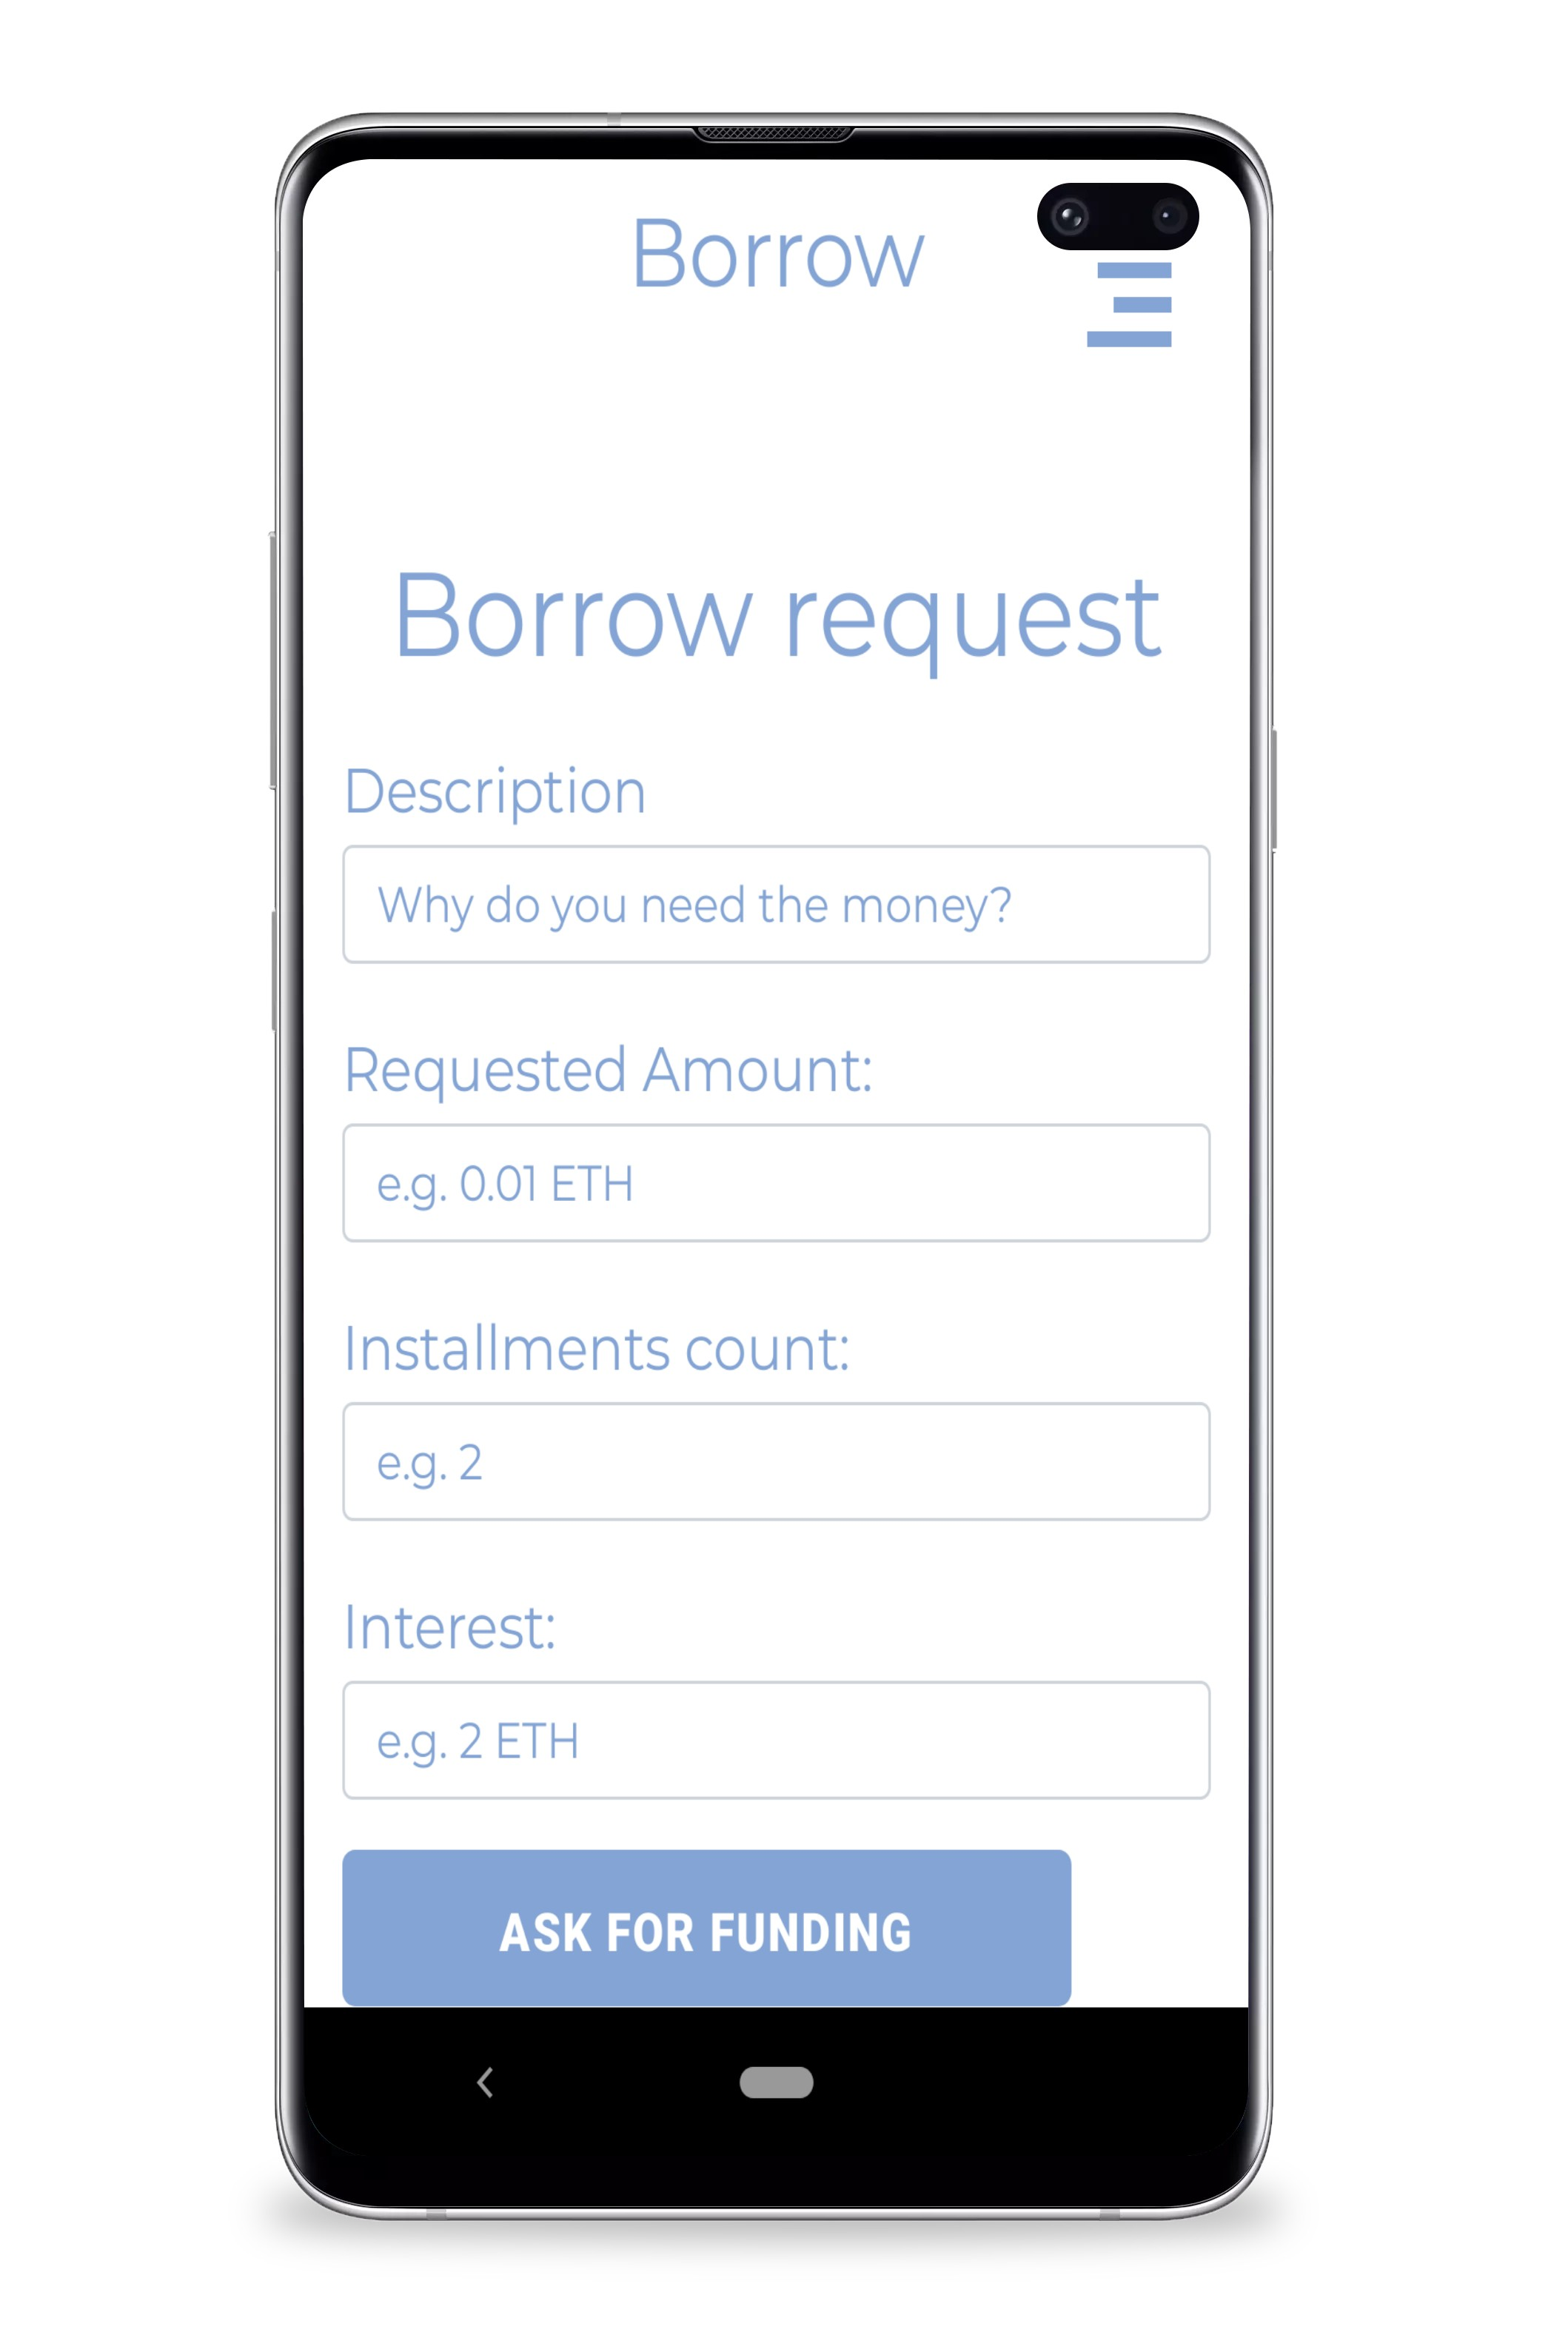 Borrow
Borrow request
Description
Why do you need the money?
Requested Amount:
e.g. 0.01 ETH
Installments count:
e.g. 2
Interest:
e.g. 2 ETH
ASK FOR FUNDING